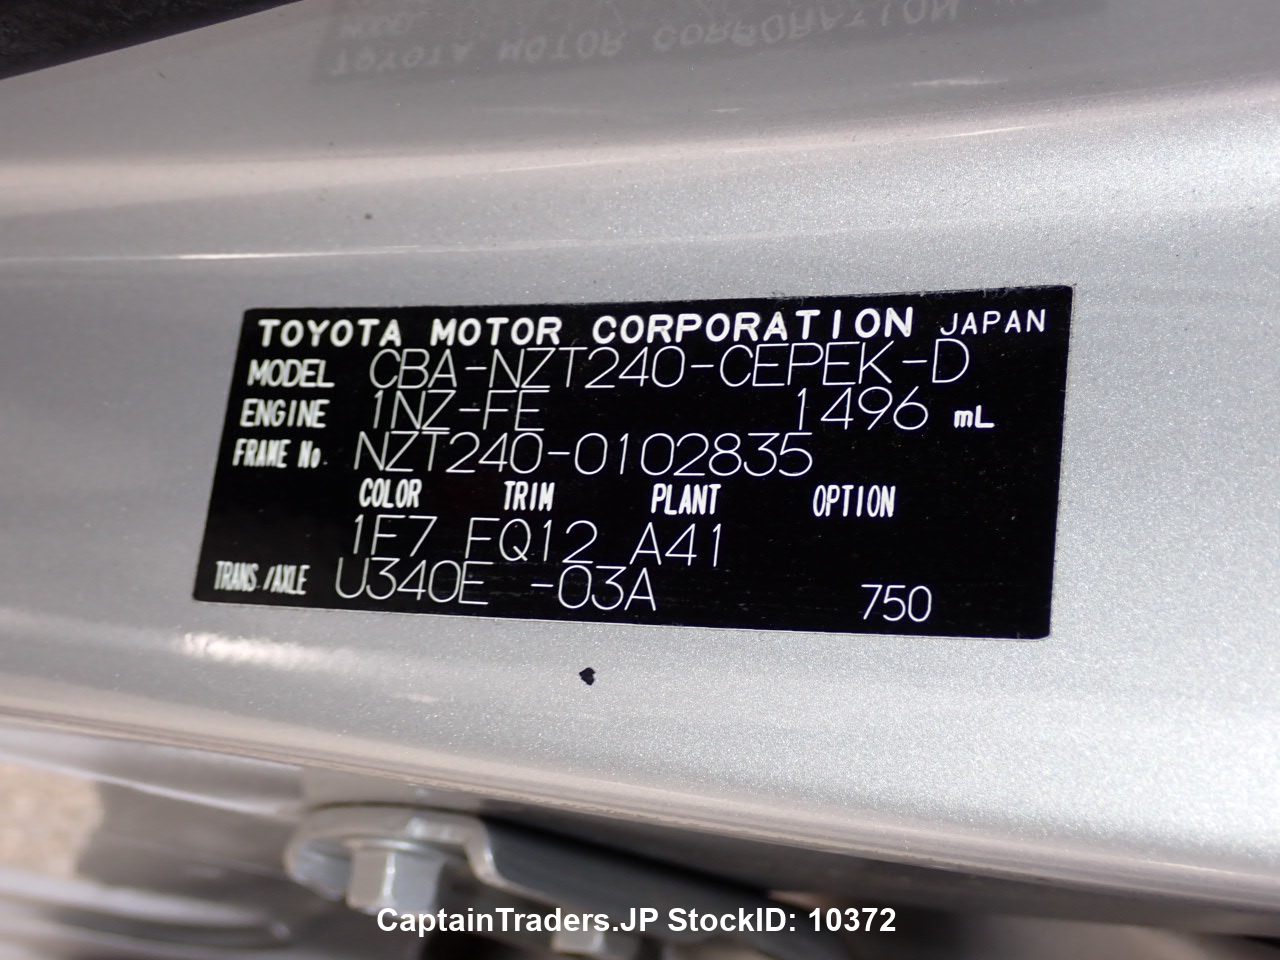 TOYOTA MOTOR CORPORATION JAPAN
MODEL CBA-NZT240-CEPEK-D
ENGINE 1NZ-FE 1496 mL
FRAME No. NZT240-0102835
COLOR TRIM PLANT OPTION
1F7 FQ12 A41
TRANS./AXLE U340E -03A 750
CaptainTraders.JP StockID: 10372